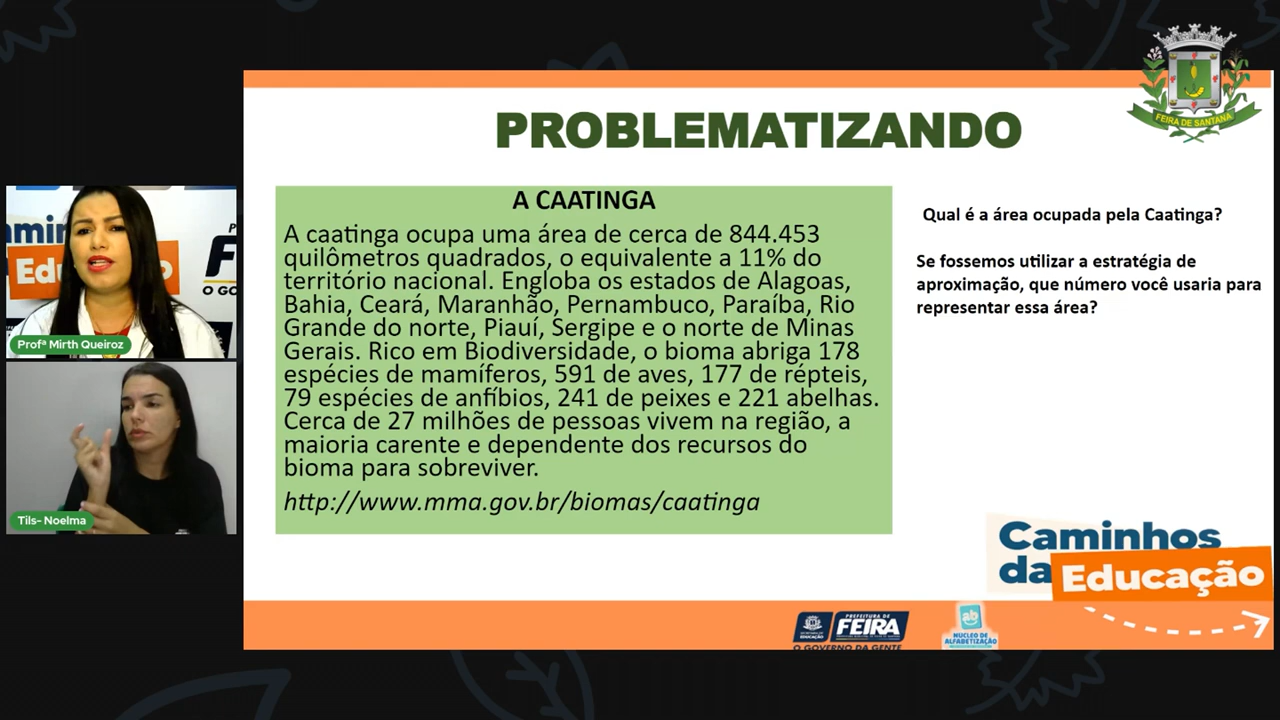 PROBLEMATIZANDO
FEIRA DE SANTANA
A CAATINGA
A caatinga ocupa uma área de cerca de 844.453
quilômetros quadrados, o equivalente a 11% do
território nacional. Engloba os estados de Alagoas,
Bahia, Ceará, Maranhão, Pernambuco, Paraíba, Rio
Grande do norte, Piauí, Sergipe e o norte de Minas
Gerais. Rico em Biodiversidade, o bioma abriga 178
espécies de mamíferos, 591 de aves, 177 de répteis,
79 espécies de anfíbios, 241 de peixes e 221 abelhas.
Cerca de 27 milhões de pessoas vivem na região, a
maioria carente e dependente dos recursos do
bioma para sobreviver.
http://www.mma.gov.br/biomas/caatinga
Qual é a área ocupada pela Caatinga?
Se fossemos utilizar a estratégia de
aproximação, que número você usaria para
representar essa área?
Profª Mirth Queiroz
Tils- Noelma
Caminhos
da Educação
PREFEITURA DE
FEIRA
O GOVERNO DA GENTE
NÚCLEO DE
ALFABETIZAÇÃO